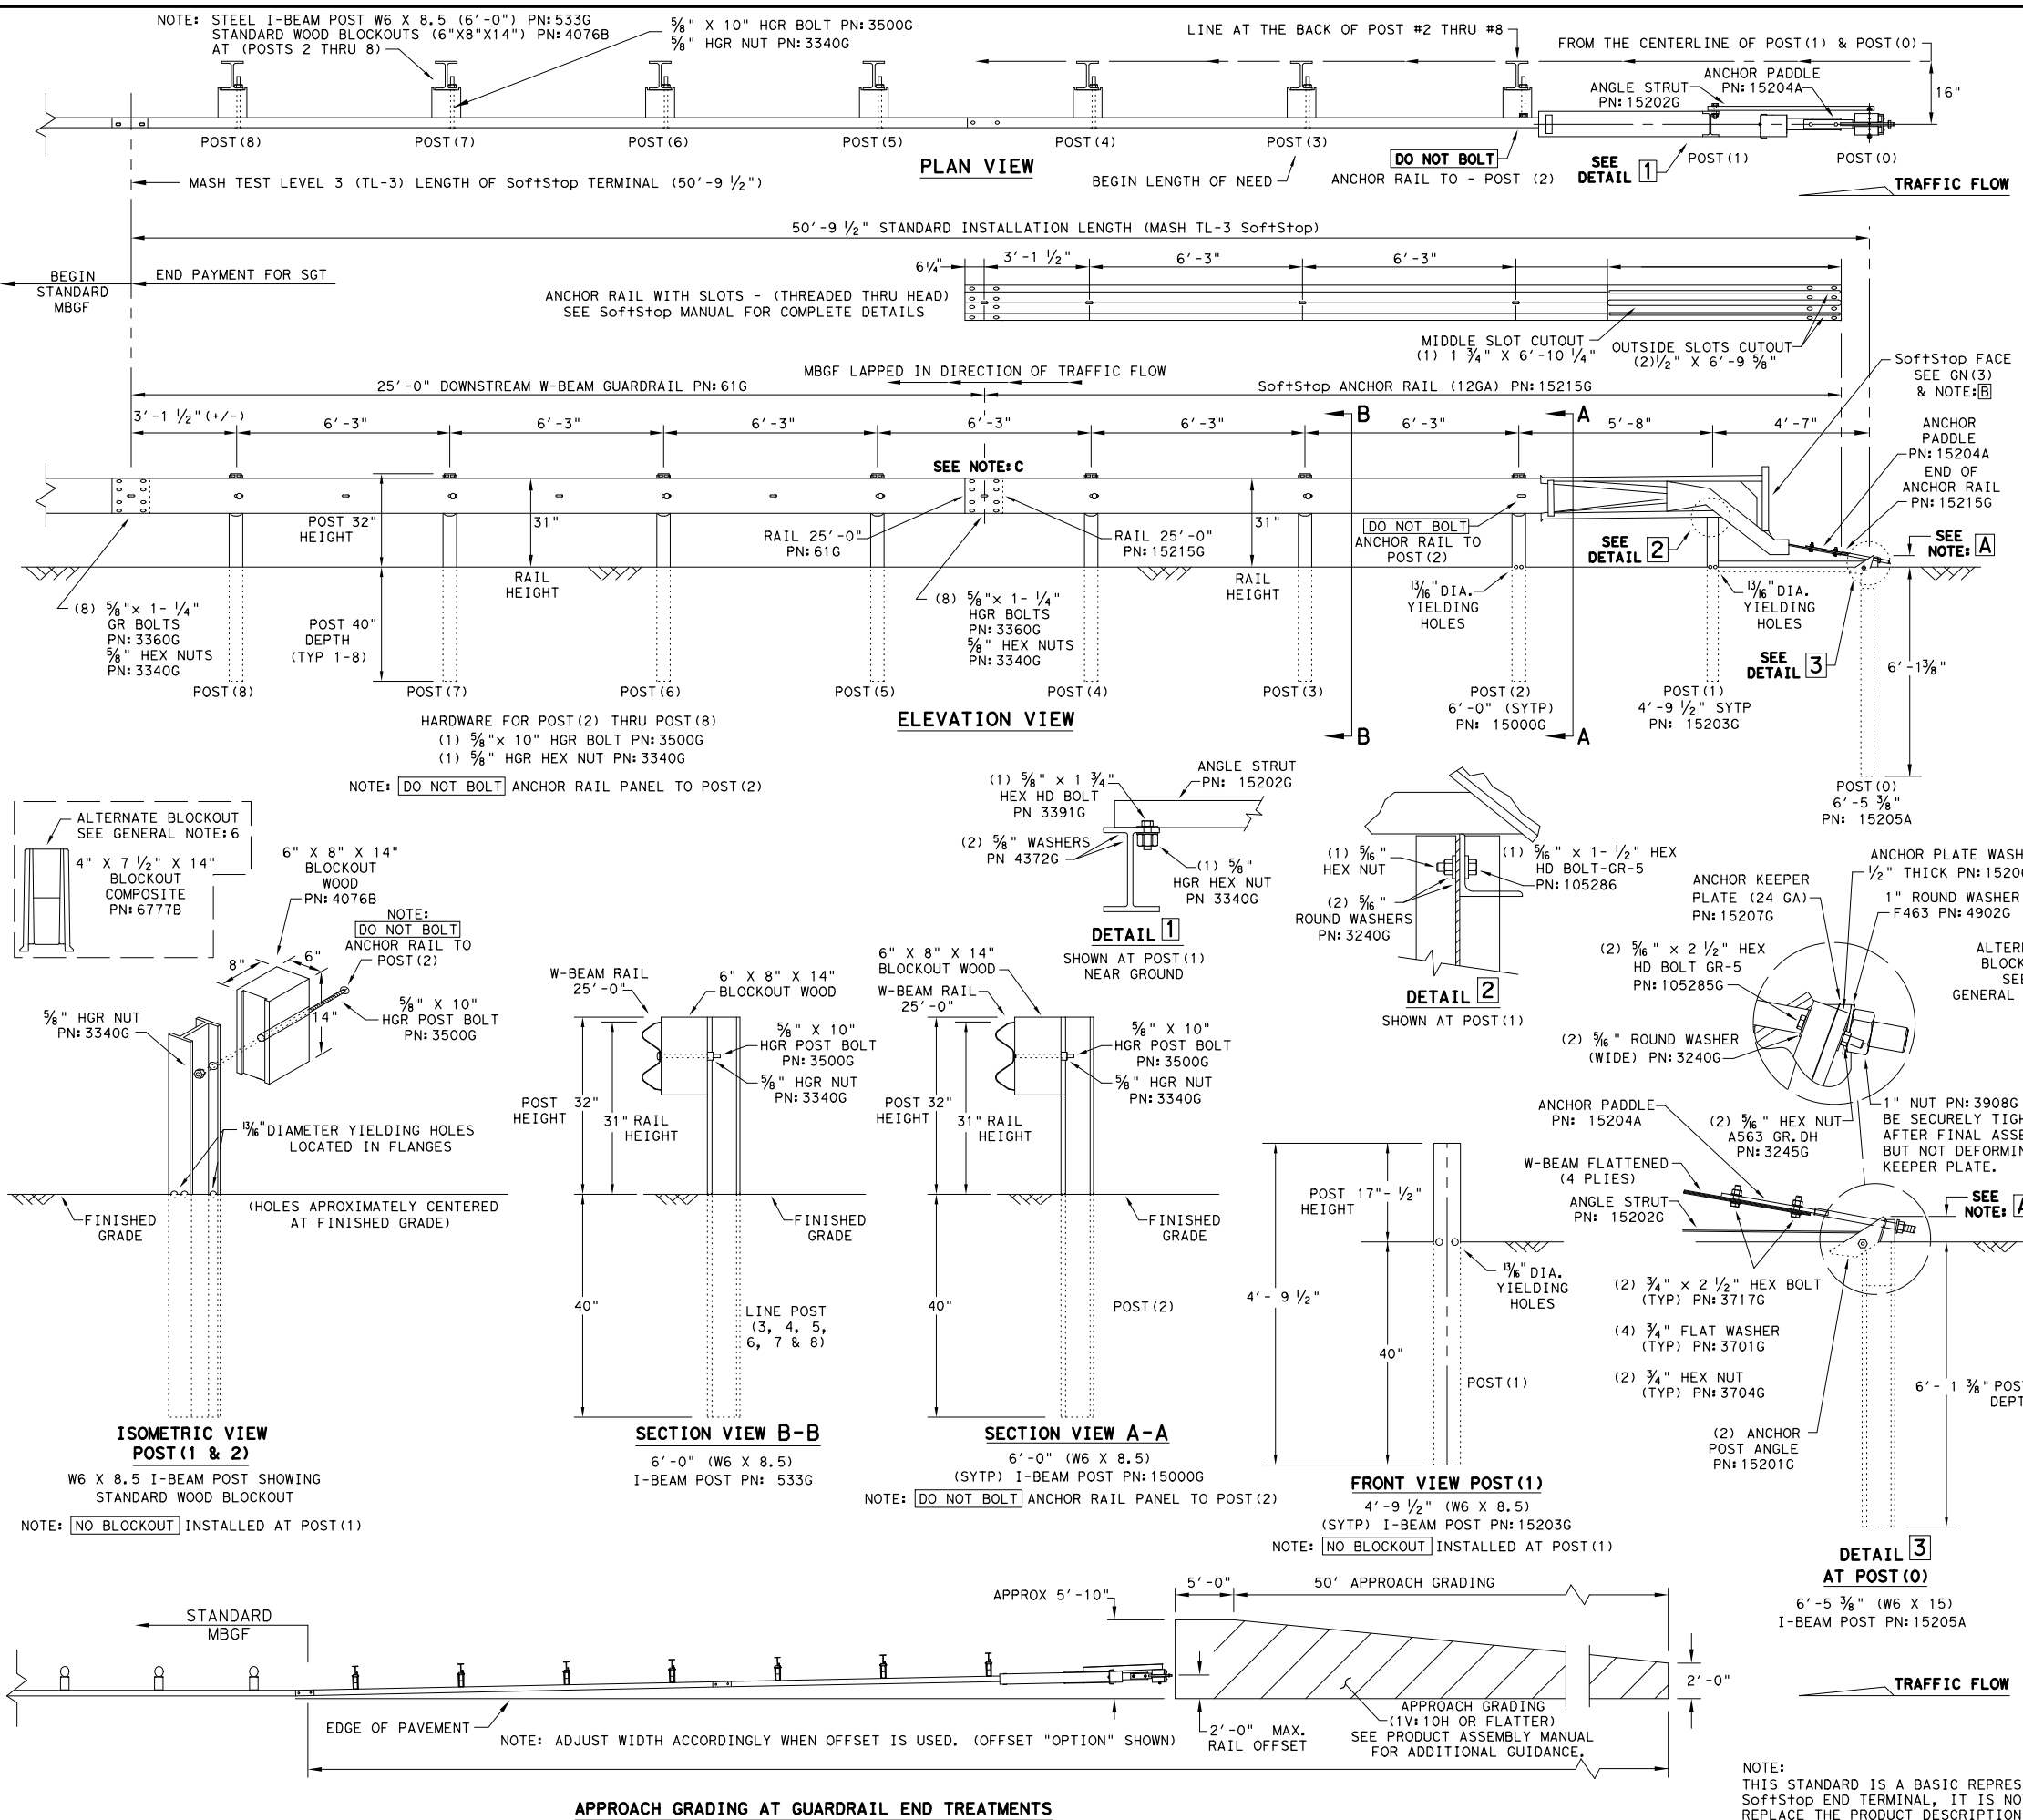 NOTE: STEEL I-BEAM POST W6 X 8.5 (6'-0") PN:533G
STANDARD WOOD BLOCKOUTS (6"X8"X14") PN:4076B
AT (POSTS 2 THRU 8)
5/8" X 10" HGR BOLT PN:3500G
5/8" HGR NUT PN:3340G
LINE AT THE BACK OF POST #2 THRU #8
FROM THE CENTERLINE OF POST(1) & POST(0)
ANCHOR PADDLE
PN:15204A
ANGLE STRUT
PN:15202G
16"
POST(8)
POST(7)
POST(6)
POST(5)
POST(4)
POST(3)
POST(1)
POST(0)
PLAN VIEW
BEGIN LENGTH OF NEED
DO NOT BOLT
ANCHOR RAIL TO - POST (2)
SEE
DETAIL 1
TRAFFIC FLOW
MASH TEST LEVEL 3 (TL-3) LENGTH OF SoftStop TERMINAL (50'-9 1/2")
50'-9 1/2" STANDARD INSTALLATION LENGTH (MASH TL-3 SoftStop)
BEGIN
STANDARD
MBGF
END PAYMENT FOR SGT
6 1/4"
3'-1 1/2"
6'-3"
6'-3"
ANCHOR RAIL WITH SLOTS - (THREADED THRU HEAD)
SEE SoftStop MANUAL FOR COMPLETE DETAILS
MIDDLE SLOT CUTOUT
(1) 1 3/4" X 6'-10 1/4"
OUTSIDE SLOTS CUTOUT
(2)1/2" X 6'-9 5/8"
SoftStop FACE
SEE GN(3)
& NOTE:B
MBGF LAPPED IN DIRECTION OF TRAFFIC FLOW
25'-0" DOWNSTREAM W-BEAM GUARDRAIL PN:61G
SoftStop ANCHOR RAIL (12GA) PN:15215G
3'-1 1/2"(+/-)
6'-3"
6'-3"
6'-3"
6'-3"
6'-3"
6'-3"
5'-8"
4'-7"
B
A
ANCHOR
PADDLE
PN:15204A
END OF
ANCHOR RAIL
PN:15215G
SEE NOTE:C
POST 32"
HEIGHT
31"
RAIL
HEIGHT
RAIL 25'-0"
PN:61G
RAIL 25'-0"
PN:15215G
31"
RAIL
HEIGHT
DO NOT BOLT
ANCHOR RAIL TO
POST(2)
SEE
DETAIL 2
SEE
NOTE: A
(8) 5/8"x 1- 1/4"
GR BOLTS
PN:3360G
5/8" HEX NUTS
PN:3340G
POST 40"
DEPTH
(TYP 1-8)
(8) 5/8"x 1- 1/4"
HGR BOLTS
PN:3360G
5/8" HEX NUTS
PN:3340G
13/16" DIA.
YIELDING
HOLES
13/16" DIA.
YIELDING
HOLES
SEE
DETAIL 3
6'-1 3/8"
POST(8)
POST(7)
POST(6)
POST(5)
POST(4)
POST(3)
POST(2)
6'-0" (SYTP)
PN: 15000G
POST(1)
4'-9 1/2" SYTP
PN: 15203G
POST(0)
6'-5 3/8"
PN: 15205A
HARDWARE FOR POST(2) THRU POST(8)
(1) 5/8"x 10" HGR BOLT PN:3500G
(1) 5/8" HGR HEX NUT PN:3340G
NOTE: DO NOT BOLT ANCHOR RAIL PANEL TO POST(2)
ELEVATION VIEW
B
A
ALTERNATE BLOCKOUT
SEE GENERAL NOTE:6
4" X 7 1/2" X 14"
BLOCKOUT
COMPOSITE
PN:6777B
6" X 8" X 14"
BLOCKOUT
WOOD
PN:4076B
NOTE:
DO NOT BOLT
ANCHOR RAIL TO
POST(2)
8"
6"
14"
5/8" X 10"
HGR POST BOLT
PN:3500G
5/8" HGR NUT
PN:3340G
13/16"DIAMETER YIELDING HOLES
LOCATED IN FLANGES
(HOLES APROXIMATELY CENTERED
AT FINISHED GRADE)
FINISHED
GRADE
ISOMETRIC VIEW
POST(1 & 2)
W6 X 8.5 I-BEAM POST SHOWING
STANDARD WOOD BLOCKOUT
NOTE: NO BLOCKOUT INSTALLED AT POST(1)
W-BEAM RAIL
25'-0"
6" X 8" X 14"
BLOCKOUT WOOD
5/8" X 10"
HGR POST BOLT
PN:3500G
5/8" HGR NUT
PN:3340G
POST 32"
HEIGHT
31" RAIL
HEIGHT
FINISHED
GRADE
40"
LINE POST
(3, 4, 5,
6, 7 & 8)
SECTION VIEW B-B
6'-0" (W6 X 8.5)
I-BEAM POST PN: 533G
6" X 8" X 14"
BLOCKOUT WOOD
W-BEAM RAIL
25'-0"
5/8" X 10"
HGR POST BOLT
PN:3500G
5/8" HGR NUT
PN:3340G
POST 32"
HEIGHT
31" RAIL
HEIGHT
FINISHED
GRADE
40"
POST(2)
SECTION VIEW A-A
6'-0" (W6 X 8.5)
(SYTP) I-BEAM POST PN:15000G
NOTE: DO NOT BOLT ANCHOR RAIL PANEL TO POST(2)
(1) 5/8" x 1 3/4"
HEX HD BOLT
PN 3391G
ANGLE STRUT
PN: 15202G
(2) 5/8" WASHERS
PN 4372G
(1) 5/8
HGR HEX NUT
PN 3340G
DETAIL 1
SHOWN AT POST(1)
NEAR GROUND
(1) 5/16"
HEX NUT
(1) 5/16" x 1- 1/2" HEX
HD BOLT-GR-5
PN:105286
(2) 5/16"
ROUND WASHERS
PN:3240G
DETAIL 2
SHOWN AT POST(1)
ANCHOR PLATE
1/2" THICK
ANCHOR KEEPER
PLATE (24 GA)
PN:15207G
1" ROUND WASHER
F463 PN:4902G
(2) 5/16" x 2 1/2" HEX
HD BOLT GR-5
PN:105285G
(2) 5/16" ROUND WASHER
(WIDE) PN:3240G
SEE
GENERAL
1" NUT PN:3908G
BE SECURELY
AFTER FINAL
BUT NOT
KEEPER PLATE.
ANCHOR PADDLE
PN: 15204A
(2) 5/16" HEX NUT
A563 GR.DH
PN:3245G
W-BEAM FLATTENED
(4 PLIES)
ANGLE STRUT
PN: 15202G
SEE
NOTE:
POST 17"- 1/2"
HEIGHT
4'- 9 1/2"
13/16" DIA.
YIELDING
HOLES
40"
POST(1)
FRONT VIEW POST(1)
4'-9 1/2" (W6 X 8.5)
(SYTP) I-BEAM POST PN:15203G
NOTE: NO BLOCKOUT INSTALLED AT POST(1)
(2) 3/4" x 2 1/2" HEX BOLT
(TYP) PN:3717G
(4) 3/4" FLAT WASHER
(TYP) PN:3701G
(2) 3/4" HEX NUT
(TYP) PN:3704G
(2) ANCHOR
POST ANGLE
PN:15201G
6'- 1 3/8"
DETAIL 3
AT POST(0)
6'-5 3/8" (W6 X 15)
I-BEAM POST PN:15205A
STANDARD
MBGF
APPROX 5'-10"
5'-0"
50' APPROACH GRADING
2'-0"
EDGE OF PAVEMENT
NOTE: ADJUST WIDTH ACCORDINGLY WHEN OFFSET IS USED. (OFFSET "OPTION" SHOWN)
2'-0" MAX.
RAIL OFFSET
APPROACH GRADING
(1V:10H OR FLATTER)
SEE PRODUCT ASSEMBLY MANUAL
FOR ADDITIONAL GUIDANCE.
TRAFFIC FLOW
APPROACH GRADING AT GUARDRAIL END TREATMENTS
NOTE:
THIS STANDARD IS A BASIC
SoftStop END TERMINAL, IT IS
REPLACE THE PRODUCT DESCRIPTION